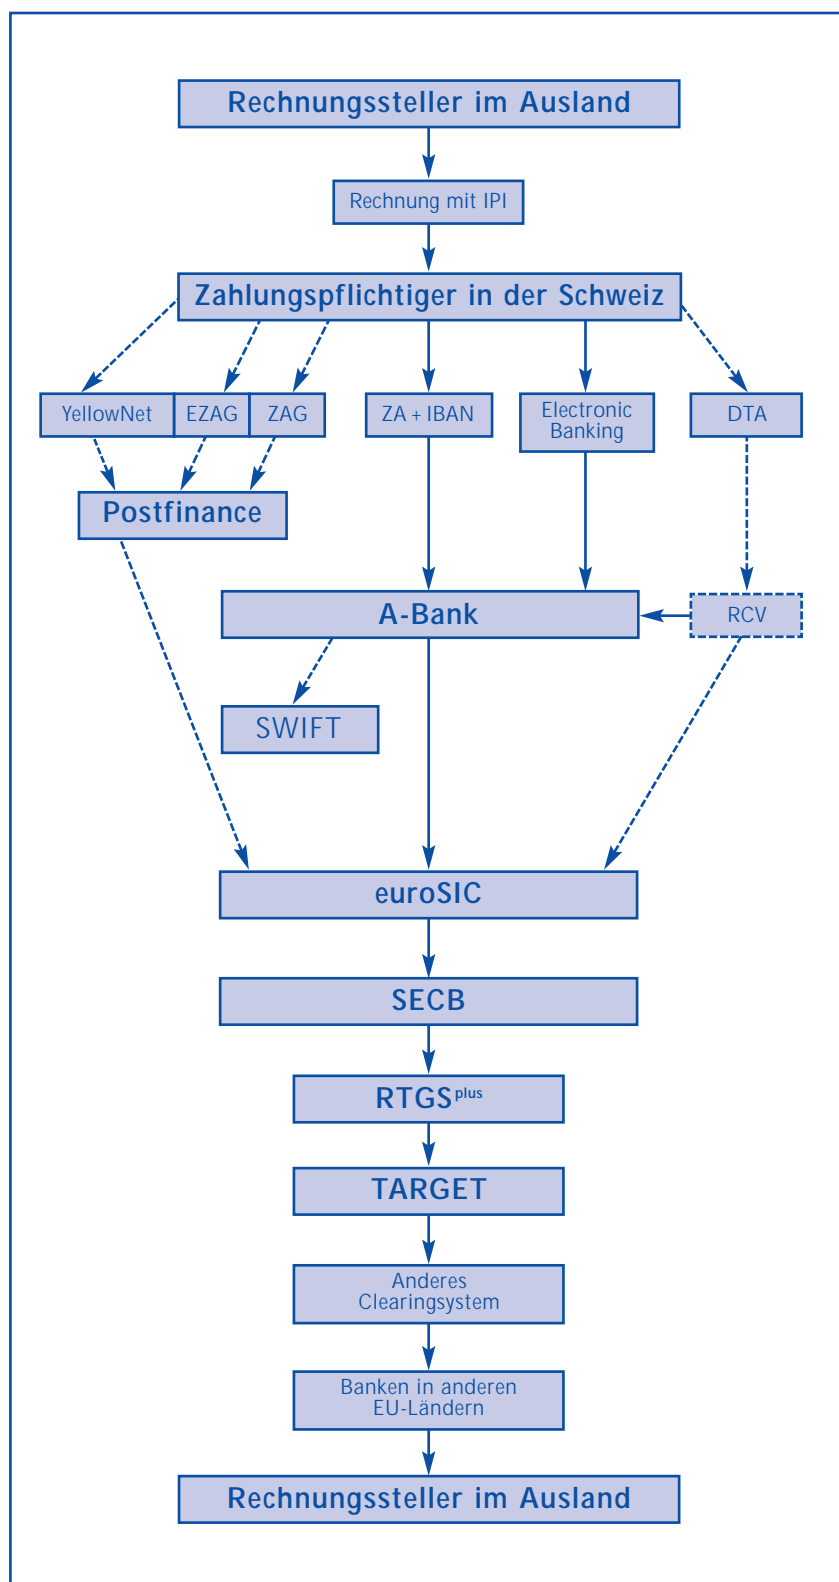 Rechnungssteller im Ausland
Rechnung mit IPI
Zahlungspflichtiger in der Schweiz
YellowNet
EZAG
ZAG
ZA + IBAN
Electronic
Banking
DTA
Postfinance
A-Bank
RCV
SWIFT
euroSIC
SECB
RTGSplus
TARGET
Anderes
Clearingsystem
Banken in anderen
EU-Ländern
Rechnungssteller im Ausland